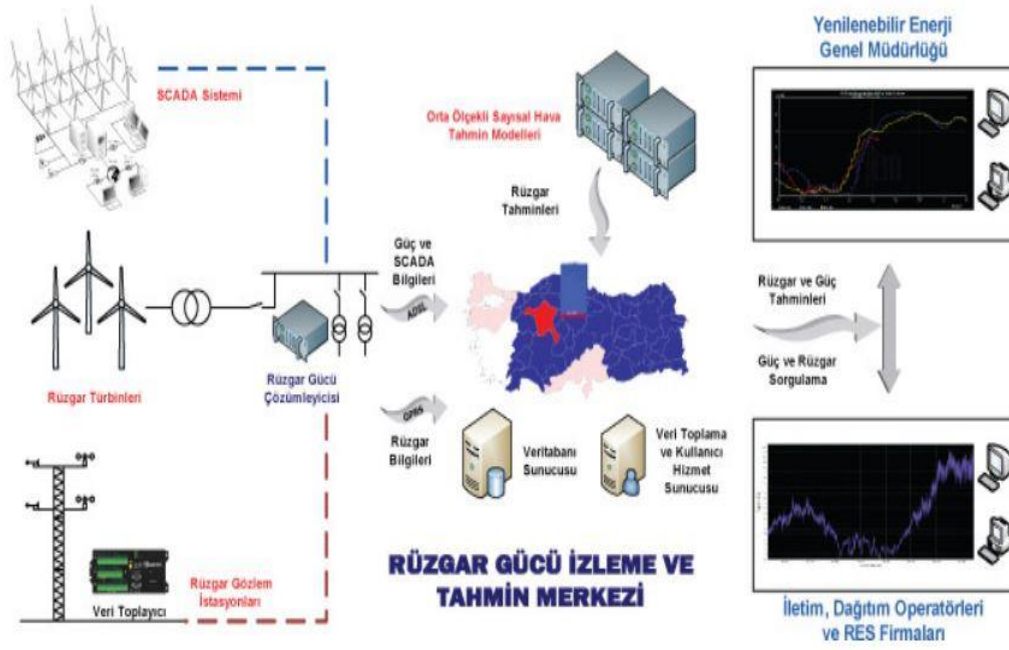 SCADA Sistemi
Rüzgar Türbinleri
Rüzgar Gücü
Çözümleyicisi
Veri Toplayıcı
Rüzgar Gözlem
İstasyonları
Güç ve
SCADA
Bilgileri
ADSL
GPRS
Rüzgar
Bilgileri
Orta Ölçekli Sayısal Hava
Tahmin Modelleri
Rüzgar
Tahminleri
Veritabanı
Sunucusu
Veri Toplama
ve Kullanıcı
Hizmet
Sunucusu
RÜZGAR GÜCÜ İZLEME VE
TAHMİN MERKEZİ
Yenilenebilir Enerji
Genel Müdürlüğü
Rüzgar ve Güç
Tahminleri
Güç ve Rüzgar
Sorgulama
İletim, Dağıtım Operatörleri
ve RES Firmaları